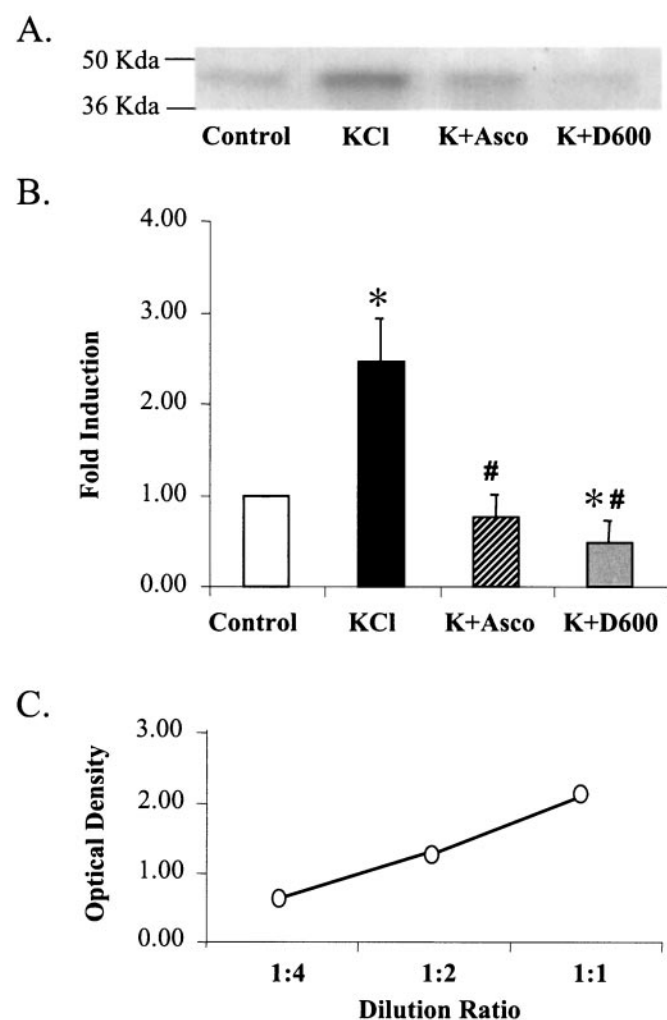 A.
50 Kda
36 Kda
Control KCl K+Asco K+D600
B.
4.00
3.00
2.00
1.00
0.00
Fold Induction
*
#
*#
Control KCl K+Asco K+D600
C.
3.00
2.00
1.00
0.00
Optical Density
1:4 1:2 1:1
Dilution Ratio